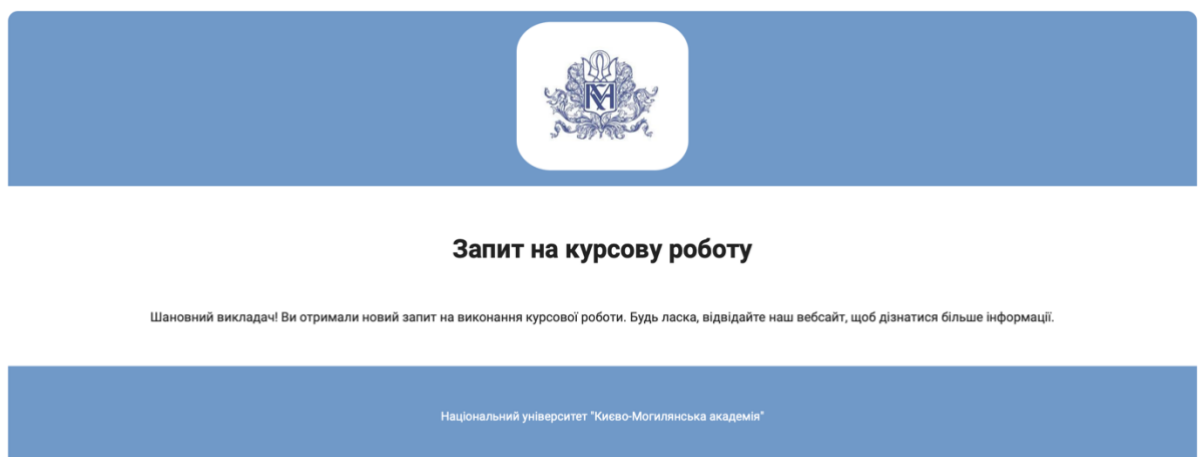 Запит на курсову роботу
Шановний викладач! Ви отримали новий запит на виконання курсової роботи. Будь ласка, відвідайте наш вебсайт, щоб дізнатися більше інформації.
Національний університет "Києво-Могилянська академія"